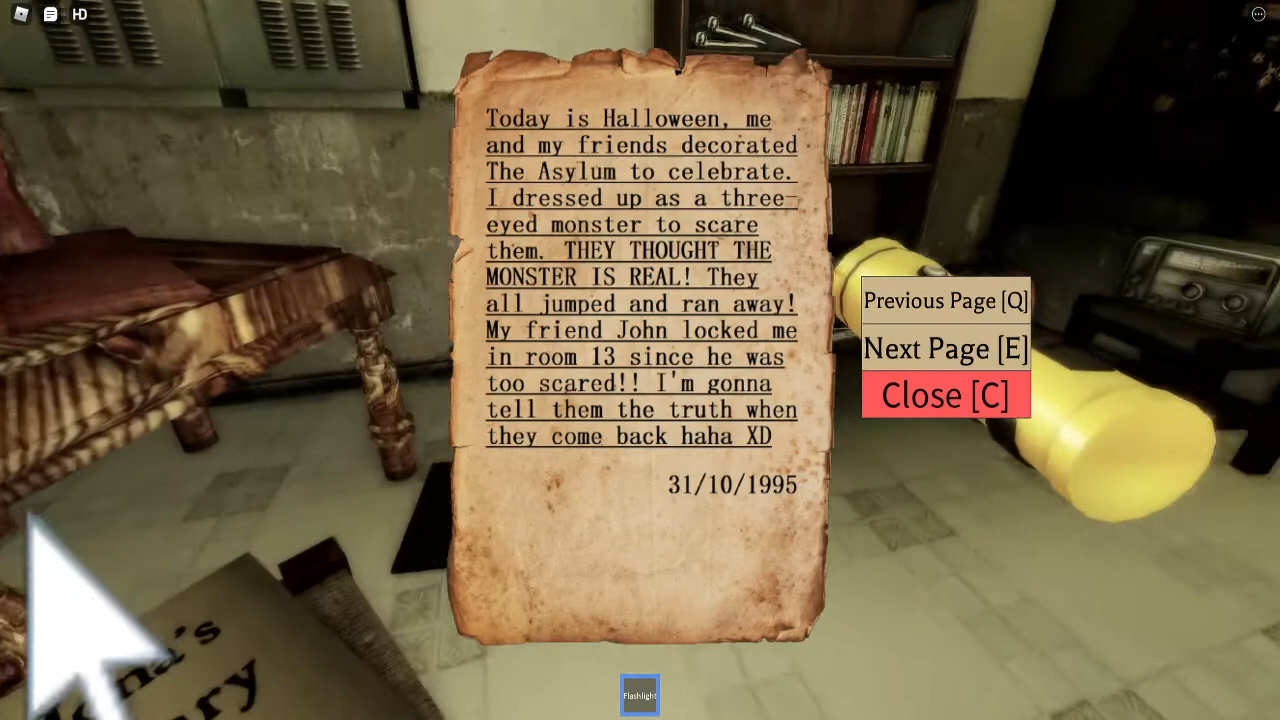 HD
Today is Halloween, me
and my friends decorated
The Asylum to celebrate.
I dressed up as a three-
eyed monster to scare
them. THEY THOUGHT THE
MONSTER IS REAL! They
all jumped and ran away!
My friend John locked me
in room 13 since he was
too scared!! I'm gonna
tell them the truth when
they come back haha XD
31/10/1995
Previous Page [Q]
Next Page [E]
Close [C]
Flashlight